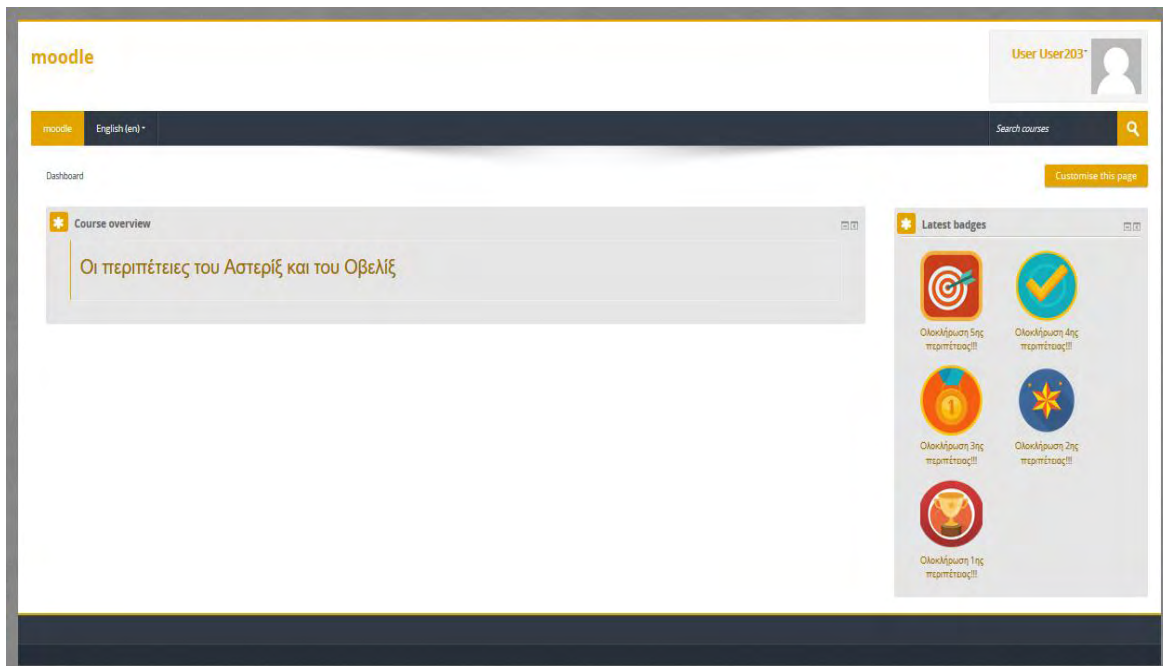 moodle
User User203
moodle
English (en)
Search courses
Dashboard
Customise this page
Course overview
Οι περιπέτειες του Αστερίξ και του Οβελίξ
Latest badges
Ολοκλήρωση 5ης
περιπέτειας!!!
Ολοκλήρωση 4ης
περιπέτειας!!!
1
Ολοκλήρωση 3ης
περιπέτειας!!!
Ολοκλήρωση 2ης
περιπέτειας!!!
Ολοκλήρωση 1ης
περιπέτειας!!!